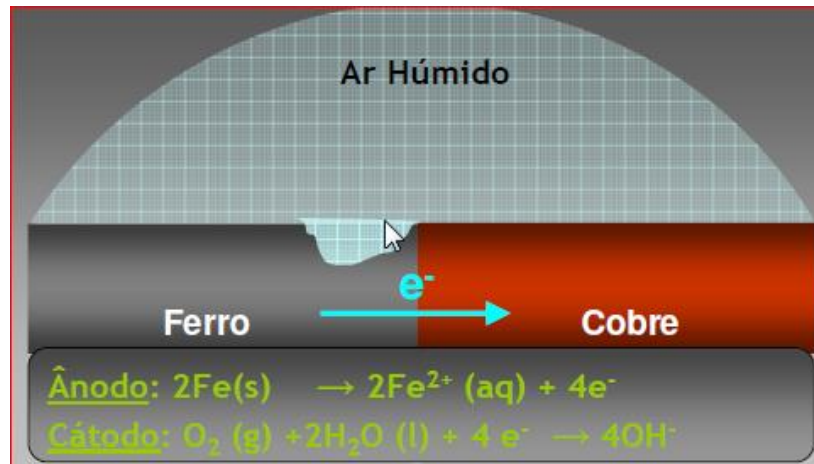 Ar Húmido
e⁻
Ferro
Cobre
Ânodo: 2Fe(s) → 2Fe²⁺ (aq) + 4e⁻
Cátodo: O₂ (g) +2H₂O (l) + 4 e⁻ → 4OH⁻